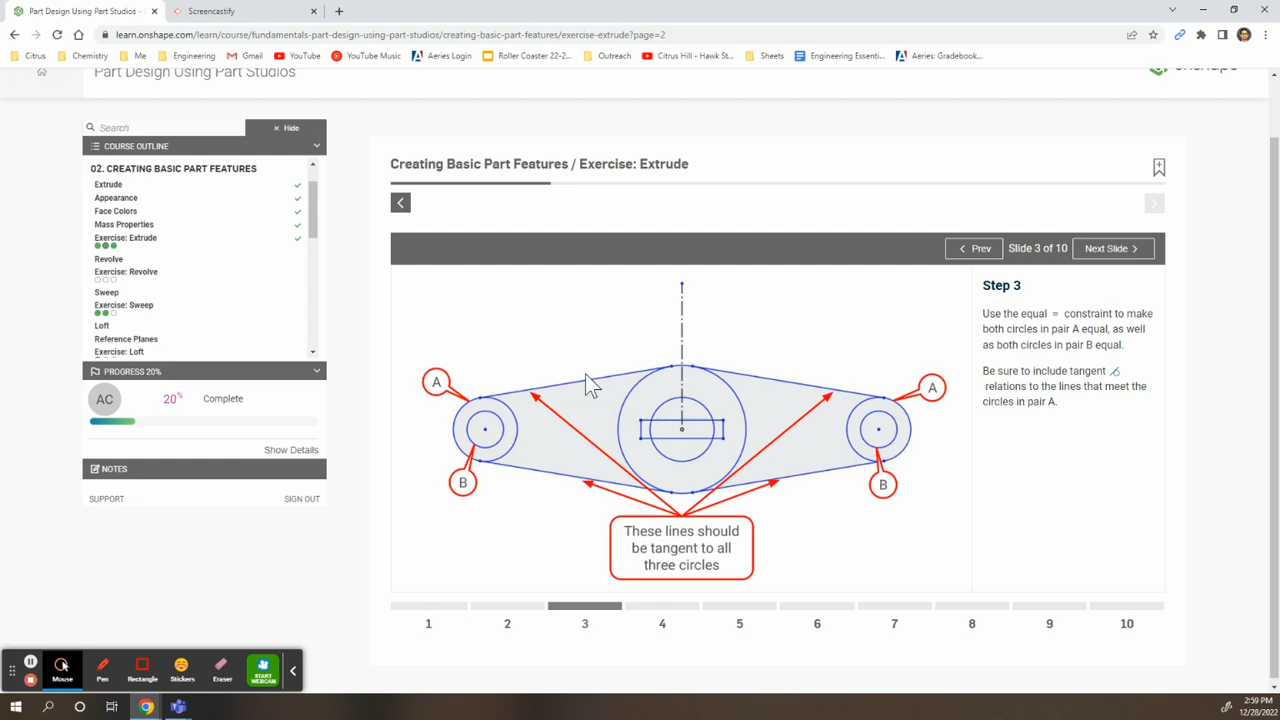 Part Design Using Part Studios -
Screencastify
learn.onshape.com/learn/course/fundamentals-part-design-using-part-studios/creating-basic-part-features/exercise-extrude?page=2
Citrus
Chemistry
Me
Engineering
Gmail
YouTube
YouTube Music
Aeries Login
Roller Coaster 22-2...
Outreach
Citrus Hill - Hawk St...
Sheets
Engineering Essenti...
Aeries: Gradebook...
Part Design Using Part Studios
onshape
Search
× Hide
COURSE OUTLINE
02. CREATING BASIC PART FEATURES
Extrude
Appearance
Face Colors
Mass Properties
Exercise: Extrude
Revolve
Exercise: Revolve
Sweep
Exercise: Sweep
Loft
Reference Planes
Exercise: Loft
PROGRESS 20%
AC
20%
Complete
Show Details
NOTES
SUPPORT
SIGN OUT
Creating Basic Part Features / Exercise: Extrude
Prev
Slide 3 of 10
Next Slide
Step 3
Use the equal = constraint to make
both circles in pair A equal, as well
as both circles in pair B equal.
Be sure to include tangent
relations to the lines that meet the
circles in pair A.
A
A
B
B
These lines should
be tangent to all
three circles
1
2
3
4
5
6
7
8
9
10
Mouse
Pen
Rectangle
Stickers
Eraser
START
WEBCAM
2:59 PM
12/28/2022